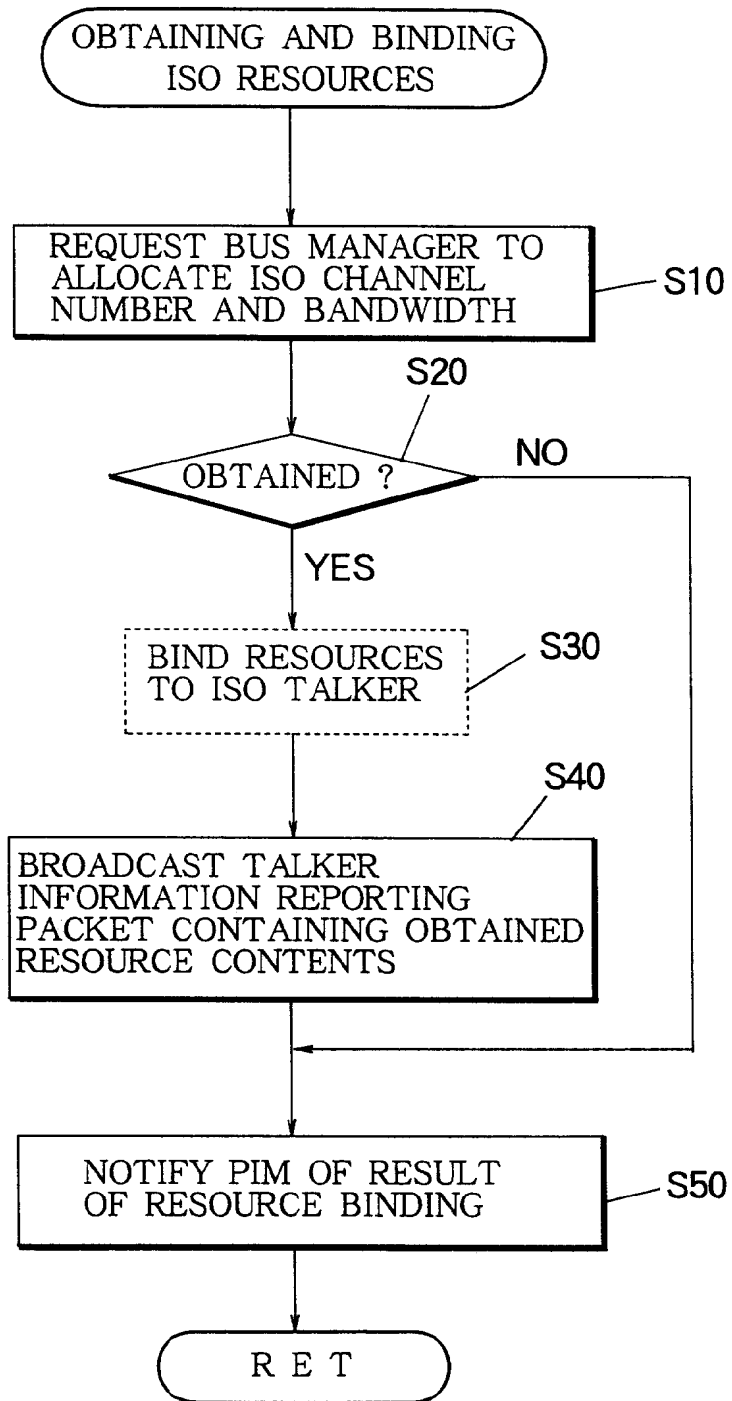 OBTAINING AND BINDING
ISO RESOURCES
REQUEST BUS MANAGER TO
ALLOCATE ISO CHANNEL
NUMBER AND BANDWIDTH
S10
S20
OBTAINED ?
NO
YES
BIND RESOURCES
TO ISO TALKER
S30
S40
BROADCAST TALKER
INFORMATION REPORTING
PACKET CONTAINING OBTAINED
RESOURCE CONTENTS
NOTIFY PIM OF RESULT
OF RESOURCE BINDING
S50
R E T